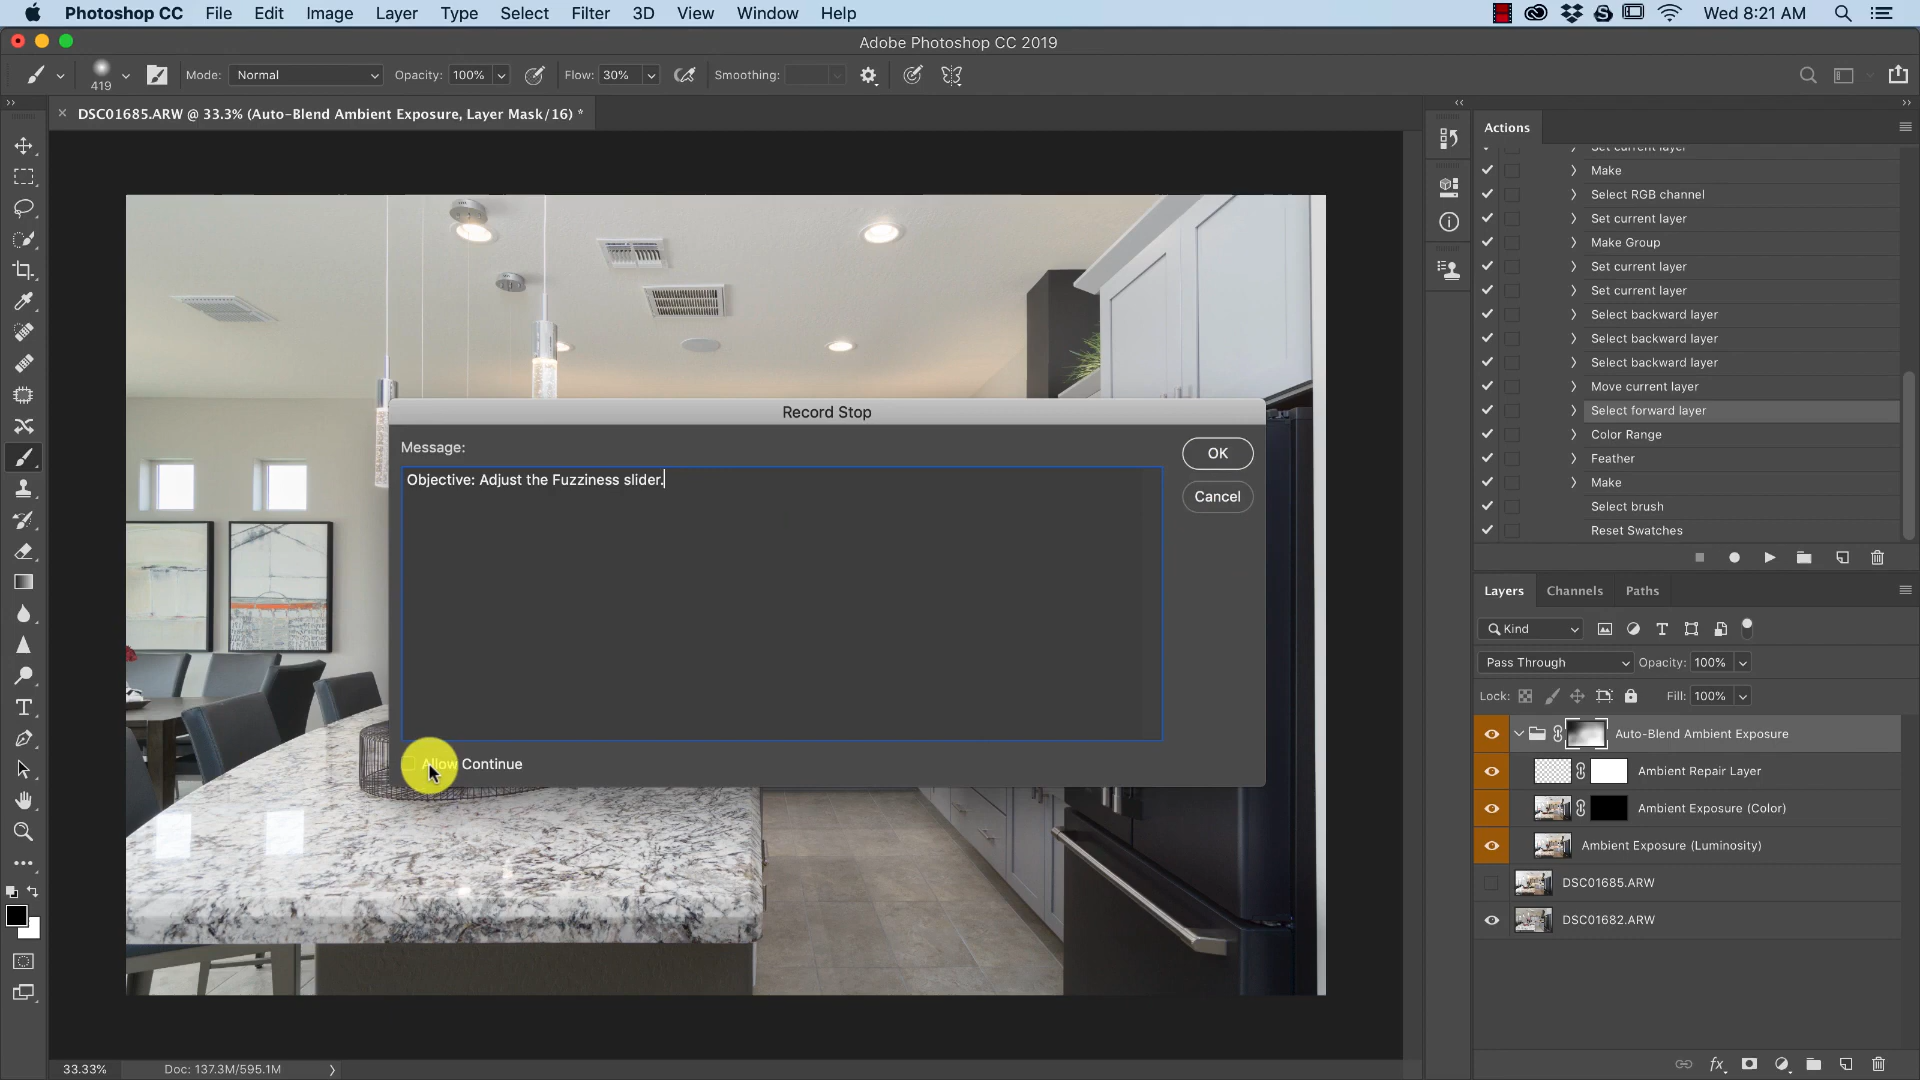 Photoshop CC File Edit Image Layer Type Select Filter 3D View Window Help Wed 8:21 AM
Adobe Photoshop CC 2019
419 Mode: Normal Opacity: 100% Flow: 30% Smoothing:
DSC01685.ARW @ 33.3% (Auto-Blend Ambient Exposure, Layer Mask/16) *
Actions
Set current layer
Make
Select RGB channel
Set current layer
Make Group
Set current layer
Set current layer
Select backward layer
Select backward layer
Select backward layer
Move current layer
Select forward layer
Color Range
Feather
Make
Select brush
Reset Swatches
Record Stop
Message:
OK
Objective: Adjust the Fuzziness slider.
Cancel
Allow Continue
Layers Channels Paths
Kind
Pass Through Opacity: 100%
Lock: Fill: 100%
Auto-Blend Ambient Exposure
Ambient Repair Layer
Ambient Exposure (Color)
Ambient Exposure (Luminosity)
DSC01685.ARW
DSC01682.ARW
33.33% Doc: 137.3M/595.1M